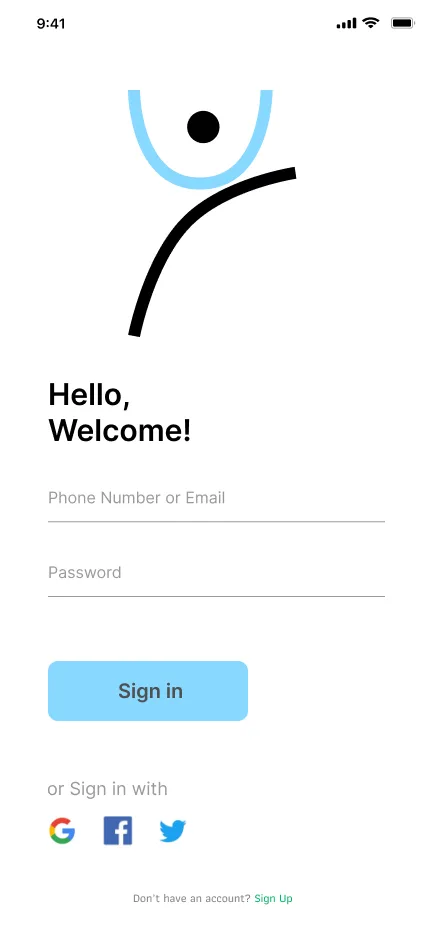 9:41
Hello,
Welcome!
Phone Number or Email
Password
Sign in
or Sign in with
Don't have an account? Sign Up